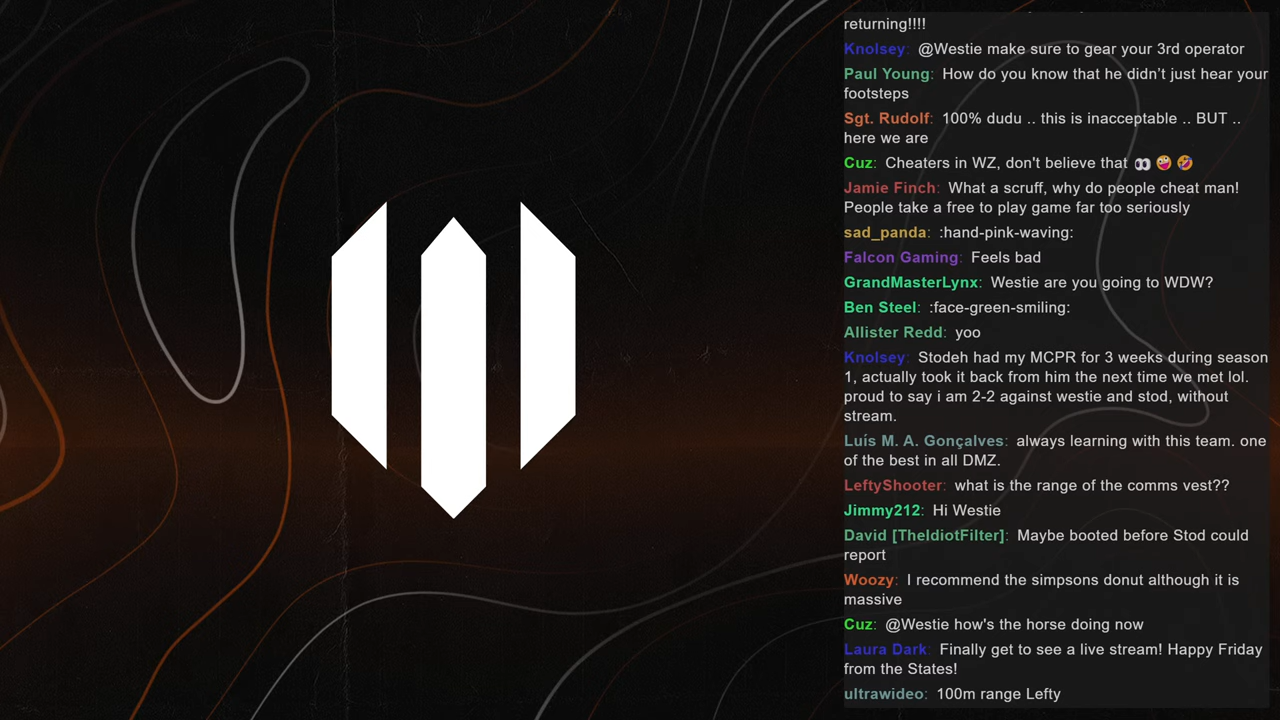 returning!!!!
Knolsey: @Westie make sure to gear your 3rd operator
Paul Young: How do you know that he didn't just hear your
footsteps
Sgt. Rudolf: 100% dudu .. this is inacceptable .. BUT ..
here we are
Cuz: Cheaters in WZ, don't believe that 👀 🤪 🤣
Jamie Finch: What a scruff, why do people cheat man!
People take a free to play game far too seriously
sad_panda: :hand-pink-waving:
Falcon Gaming: Feels bad
GrandMasterLynx: Westie are you going to WDW?
Ben Steel: :face-green-smiling:
Allister Redd: yoo
Knolsey: Stodeh had my MCPR for 3 weeks during season
1, actually took it back from him the next time we met lol.
proud to say i am 2-2 against westie and stod, without
stream.
Luís M. A. Gonçalves: always learning with this team. one
of the best in all DMZ.
LeftyShooter: what is the range of the comms vest??
Jimmy212: Hi Westie
David [TheIdiotFilter]: Maybe booted before Stod could
report
Woozy: I recommend the simpsons donut although it is
massive
Cuz: @Westie how's the horse doing now
Laura Dark: Finally get to see a live stream! Happy Friday
from the States!
ultrawideo: 100m range Lefty